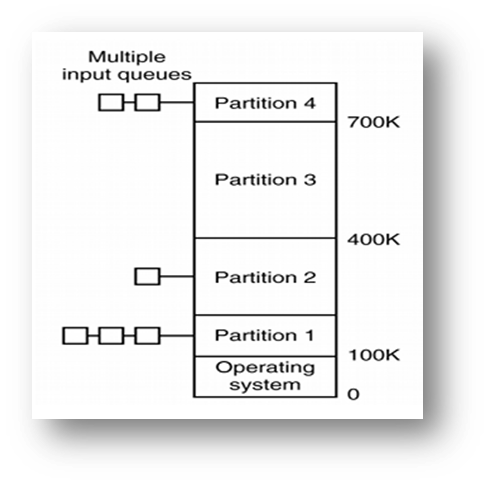 Multiple
input queues
Partition 4
700K
Partition 3
400K
Partition 2
Partition 1
100K
Operating
system
0